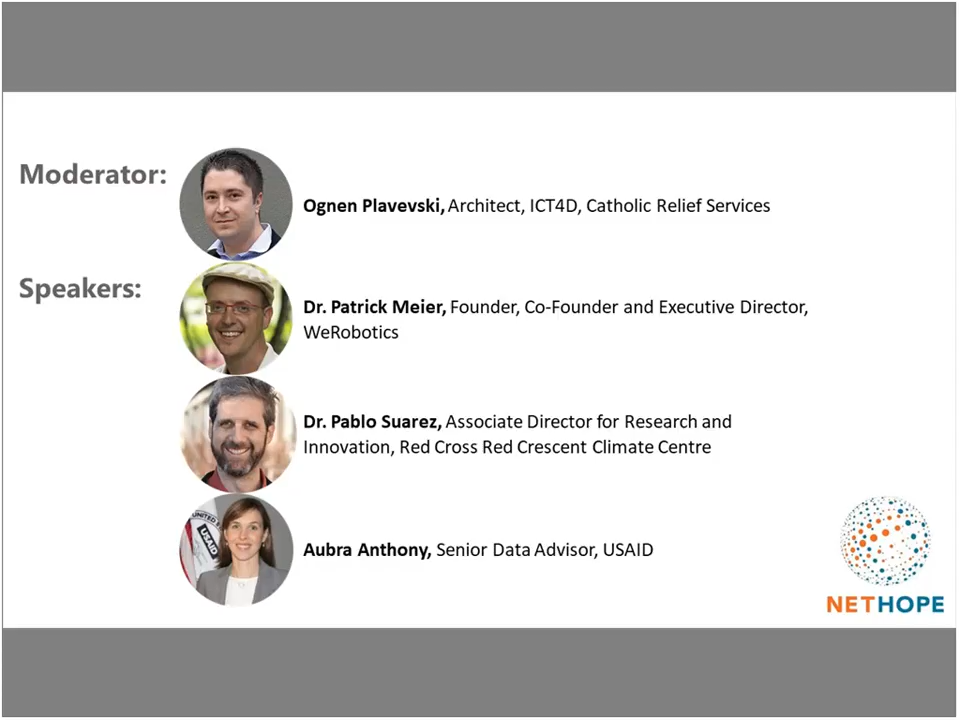 Moderator:
Ognen Plavevski, Architect, ICT4D, Catholic Relief Services
Speakers:
Dr. Patrick Meier, Founder, Co-Founder and Executive Director,
WeRobotics
Dr. Pablo Suarez, Associate Director for Research and
Innovation, Red Cross Red Crescent Climate Centre
UNITED
USAID
Aubra Anthony, Senior Data Advisor, USAID
NETHOPE